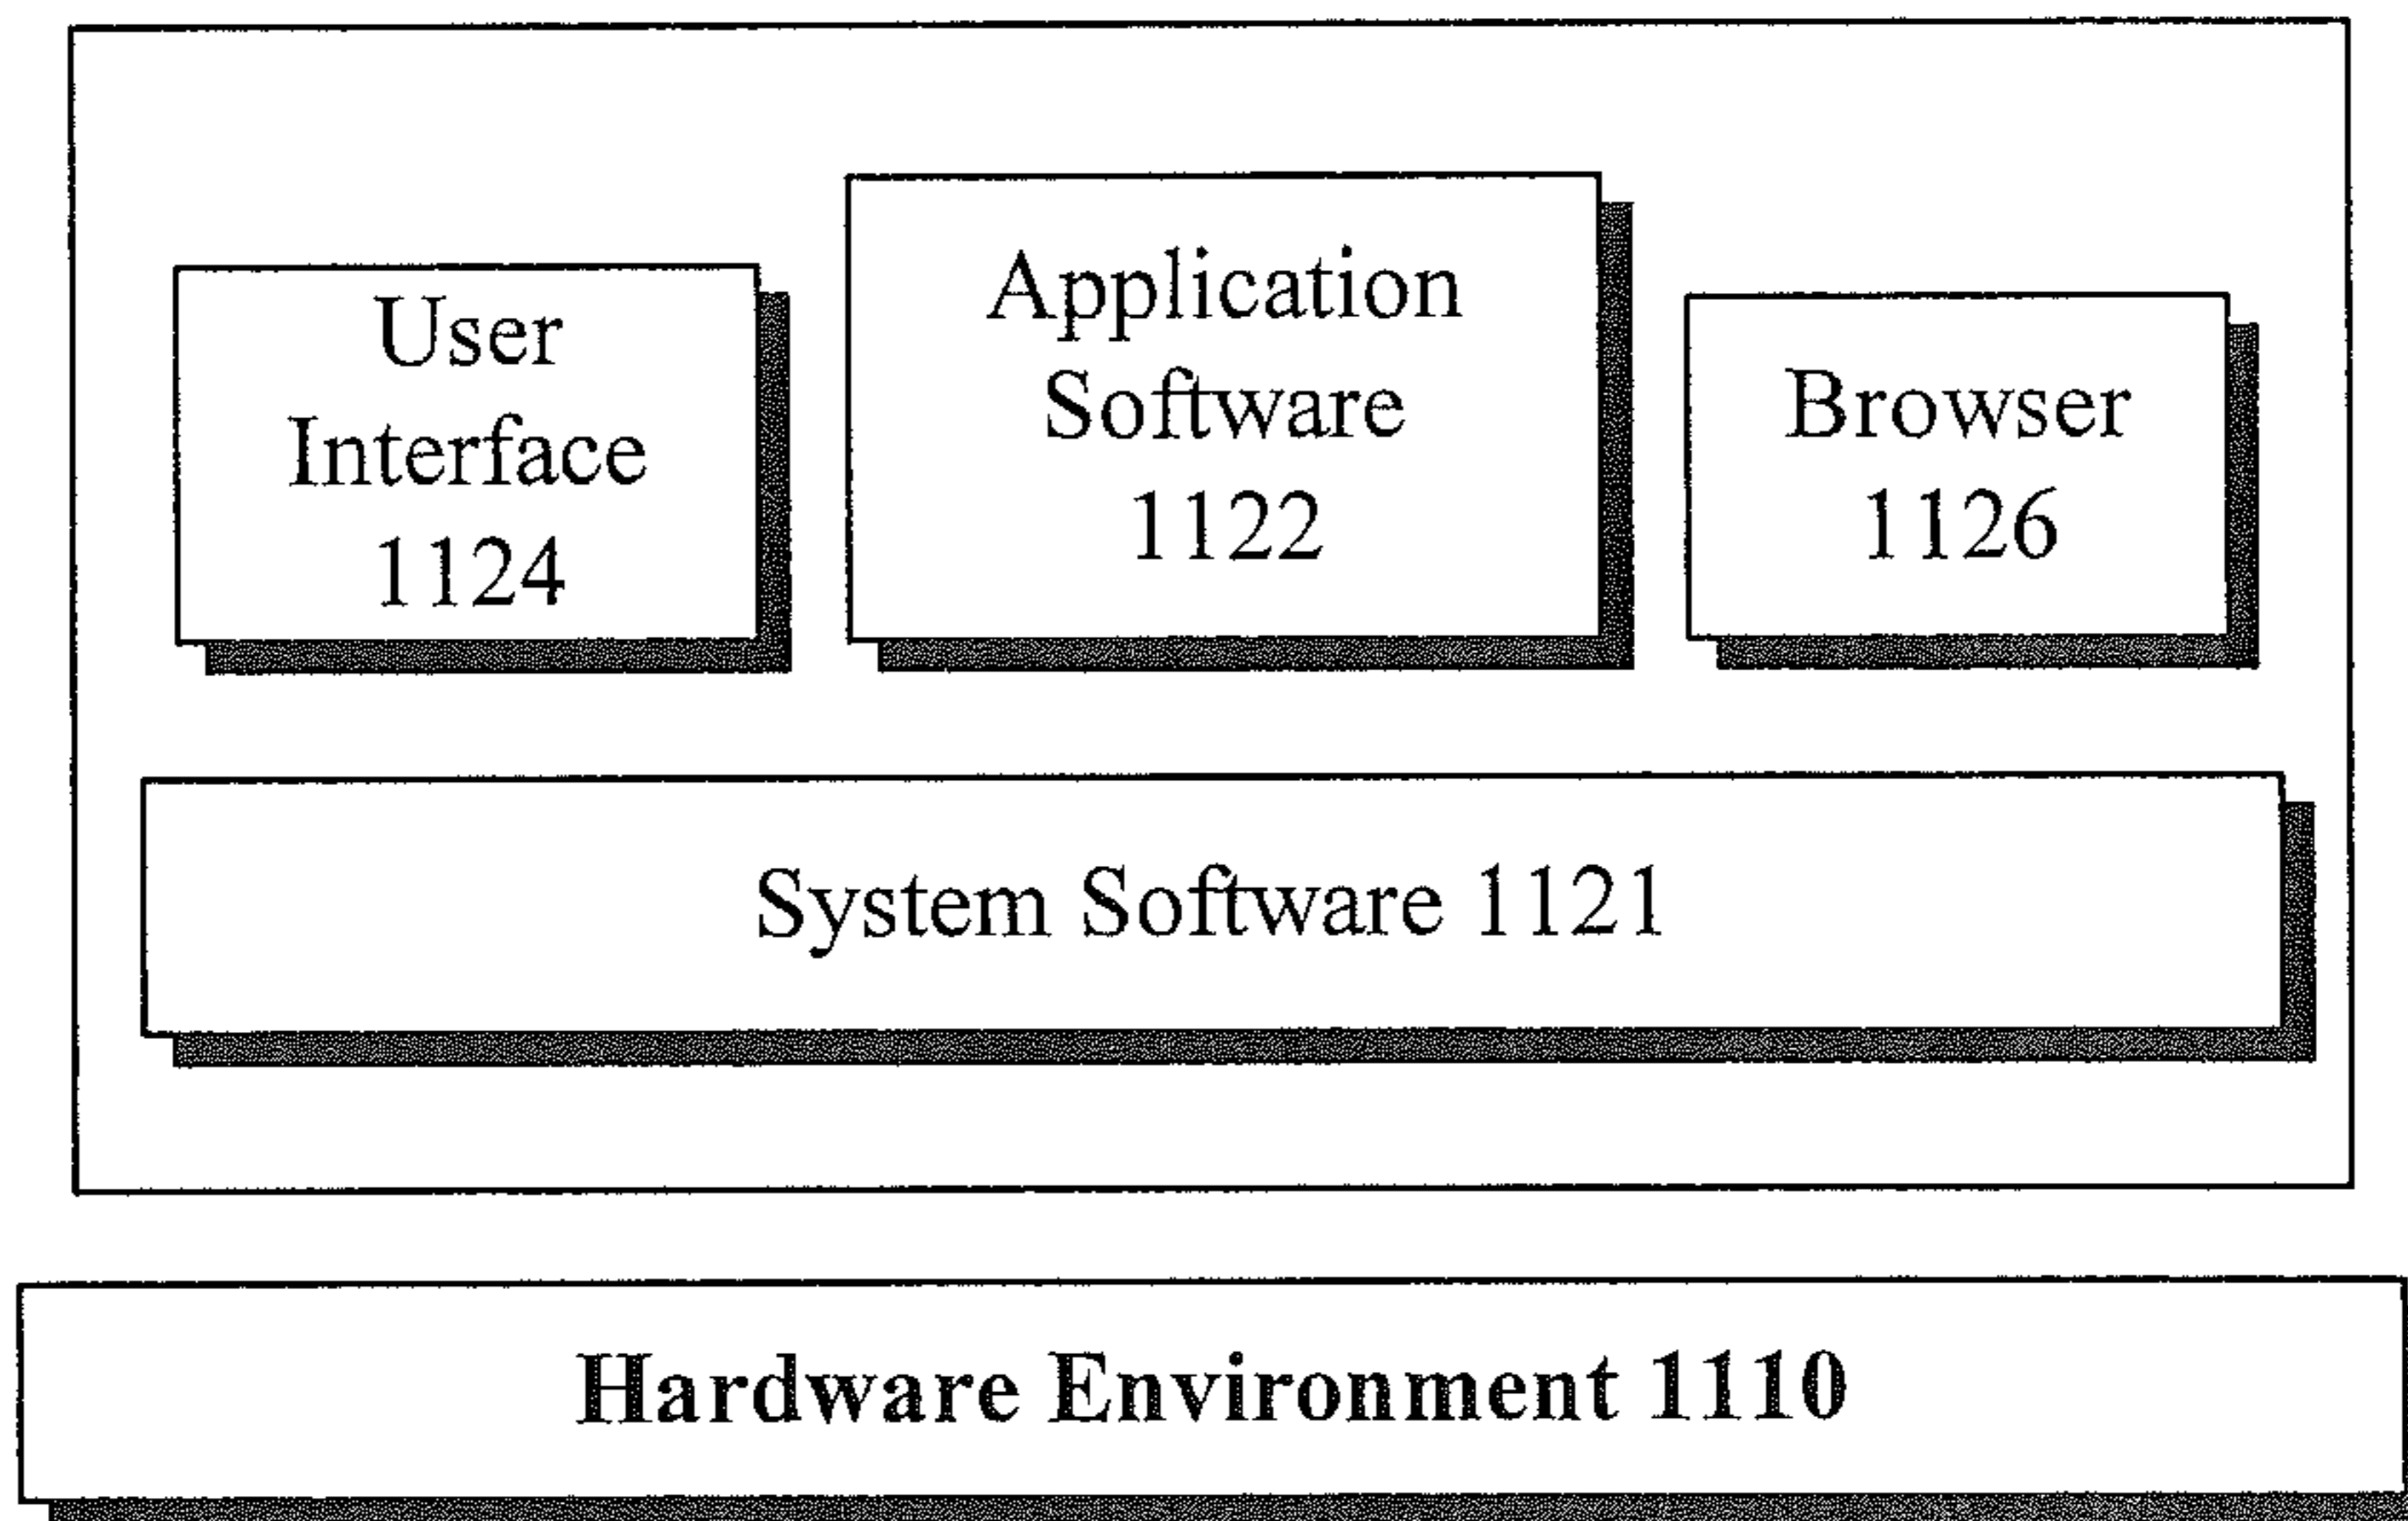 User
Interface
1124
Application
Software
1122
Browser
1126
System Software 1121
Hardware Environment 1110